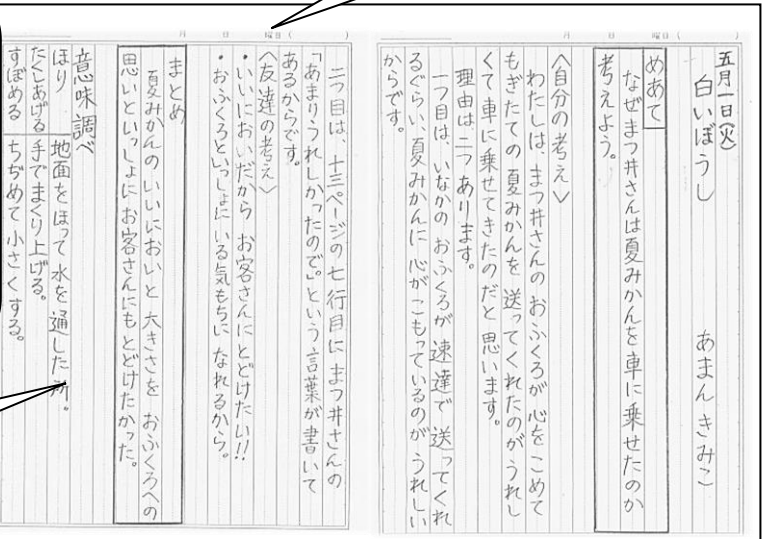 月　日　曜日（　　）
五月一日(火)
白いぼうし　　あまんきみこ
めあて
なぜまつ井さんは夏みかんを車に乗せたのか
考えよう。
〈自分の考え〉
わたしは、まつ井さんのおふくろが心をこめて
もぎたての夏みかんを送ってくれたのがうれし
くて車に乗せてきたのだと思います。
理由は二つあります。
一つ目は、いなかのおふくろが速達で送ってくれ
るぐらい、夏みかんに心がこもっているのがうれしい
からです。
月　日　曜日（　　）
二つ目は、十三ページの七行目にまつ井さんの
「あまりうれしかったので。」という言葉が書いて
あるからです。
〈友達の考え〉
・いいにおいだからお客さんにとどけたい!!
・おふくろといっしょにいる気もちになれるから。
まとめ
夏みかんのいいにおいと大きさをおふくろへの
思いといっしょにお客さんにもとどけたかった。
意味調べ
ほり　地面をほって水を通した所。
たくしあげる　手でまくり上げる。
すぼめる　ちぢめて小さくする。